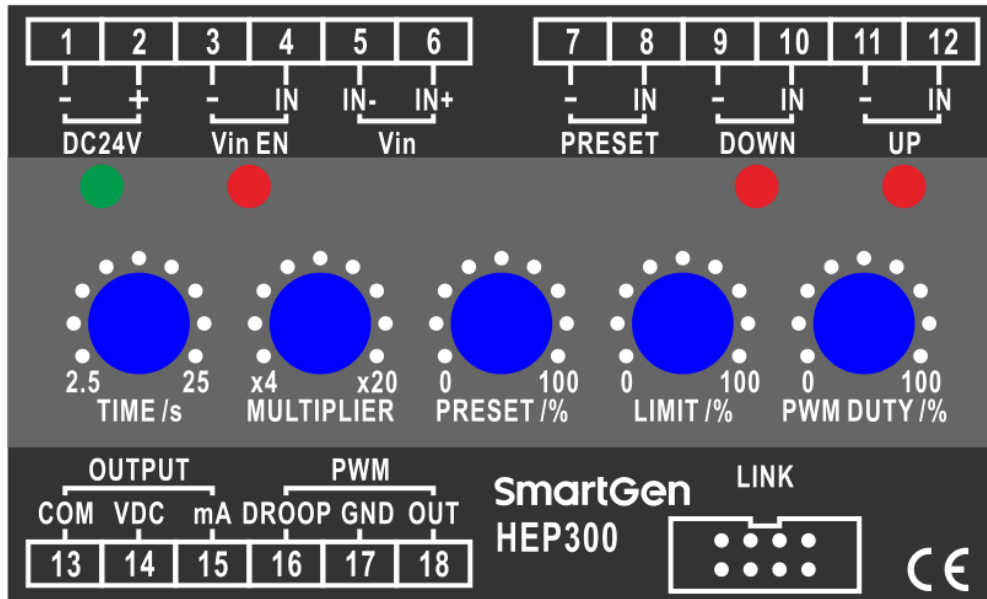 1 2 3 4 5 6 7 8 9 10 11 12
- + - IN IN- IN+ - IN - IN - IN
DC24V Vin EN Vin PRESET DOWN UP
2.5 25 x4 x20 0 100 0 100 0 100
TIME /s MULTIPLIER PRESET /% LIMIT /% PWM DUTY /%
OUTPUT PWM
COM VDC mA DROOP GND OUT
13 14 15 16 17 18
SmartGen
HEP300
LINK
CE